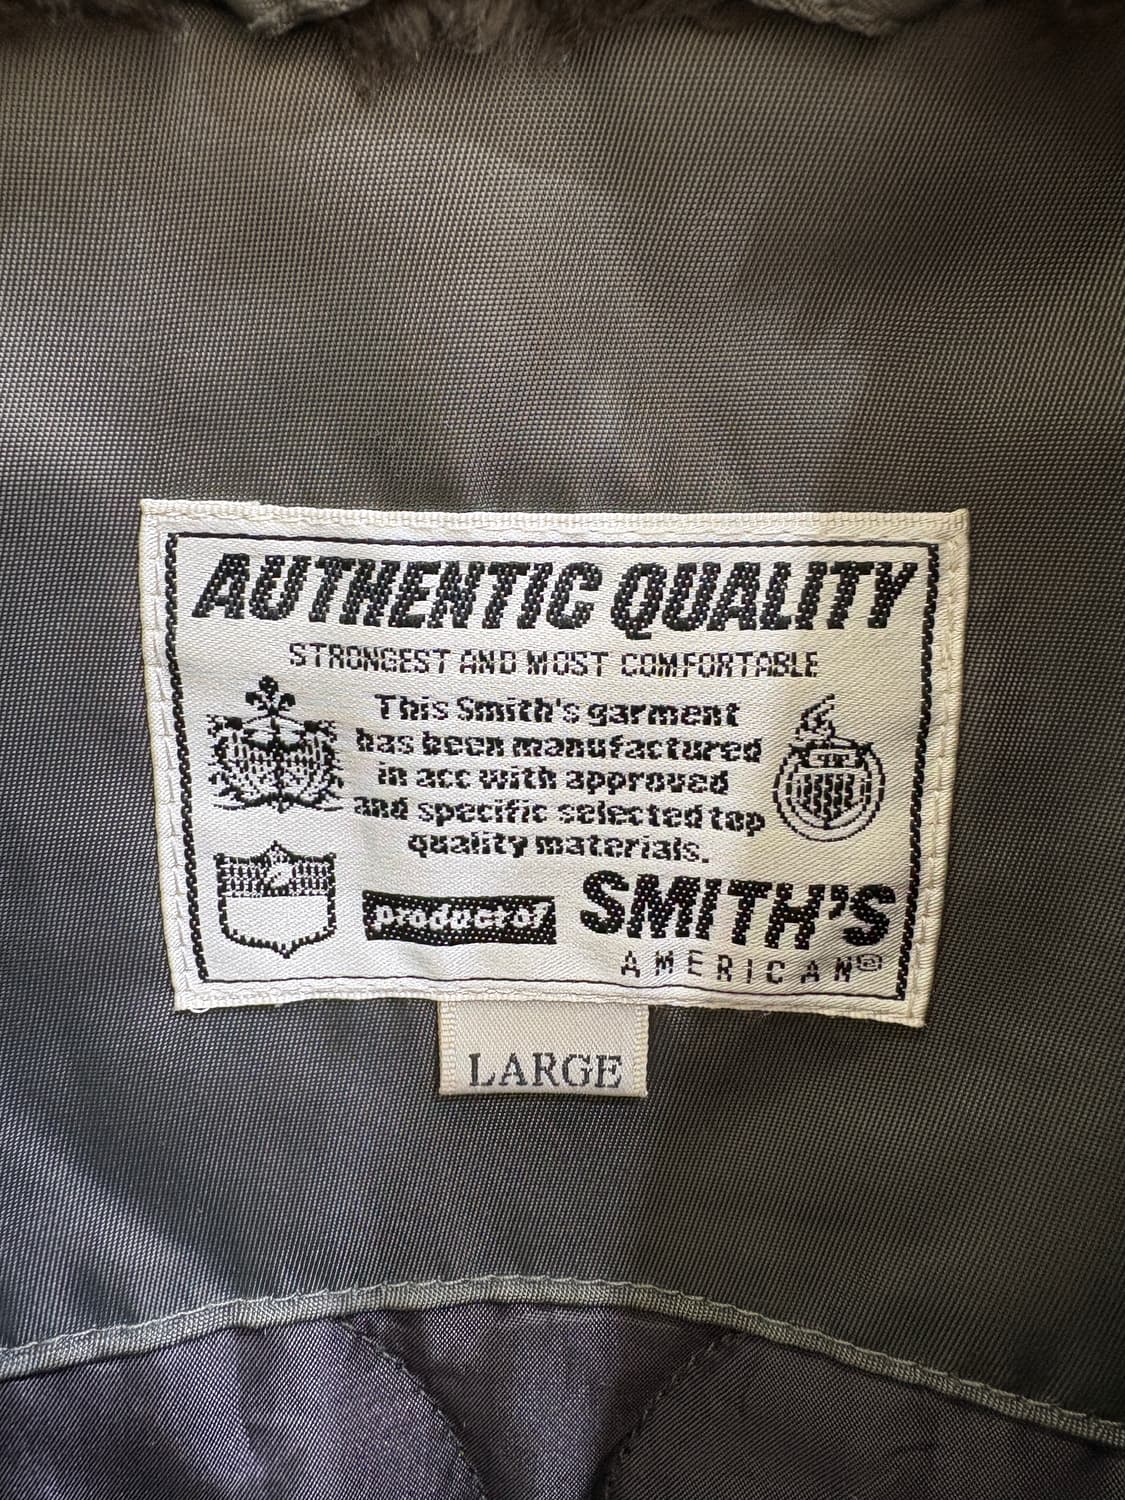 AUTHENTIC QUALITY
STRONGEST AND MOST COMFORTABLE
This Smith's garment
has been manufactured
in acc with approved
and specific selected top
quality materials.
product of
SMITH'S
AMERICAN®
LARGE